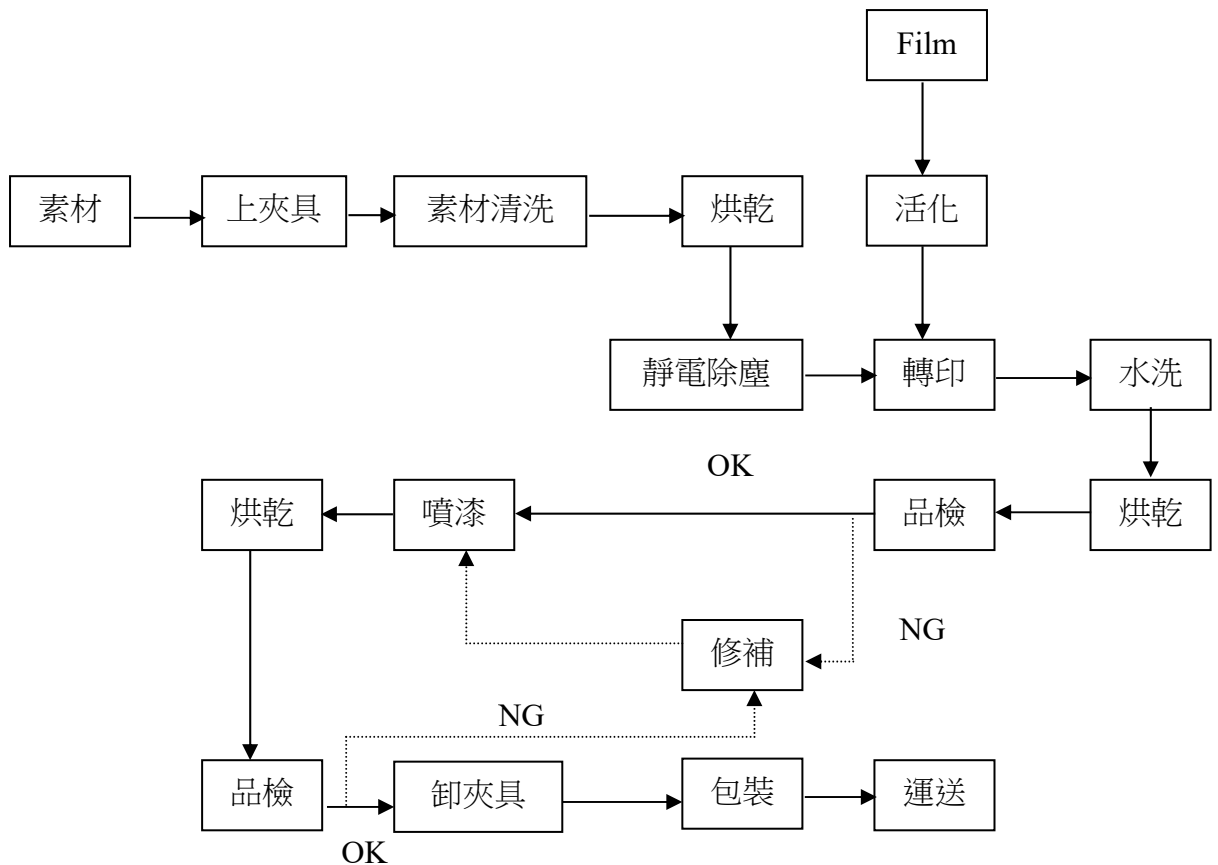 Film
素材
上夾具
素材清洗
烘乾
活化
靜電除塵
轉印
水洗
OK
烘乾
噴漆
品檢
烘乾
NG
修補
NG
品檢
卸夾具
包裝
運送
OK